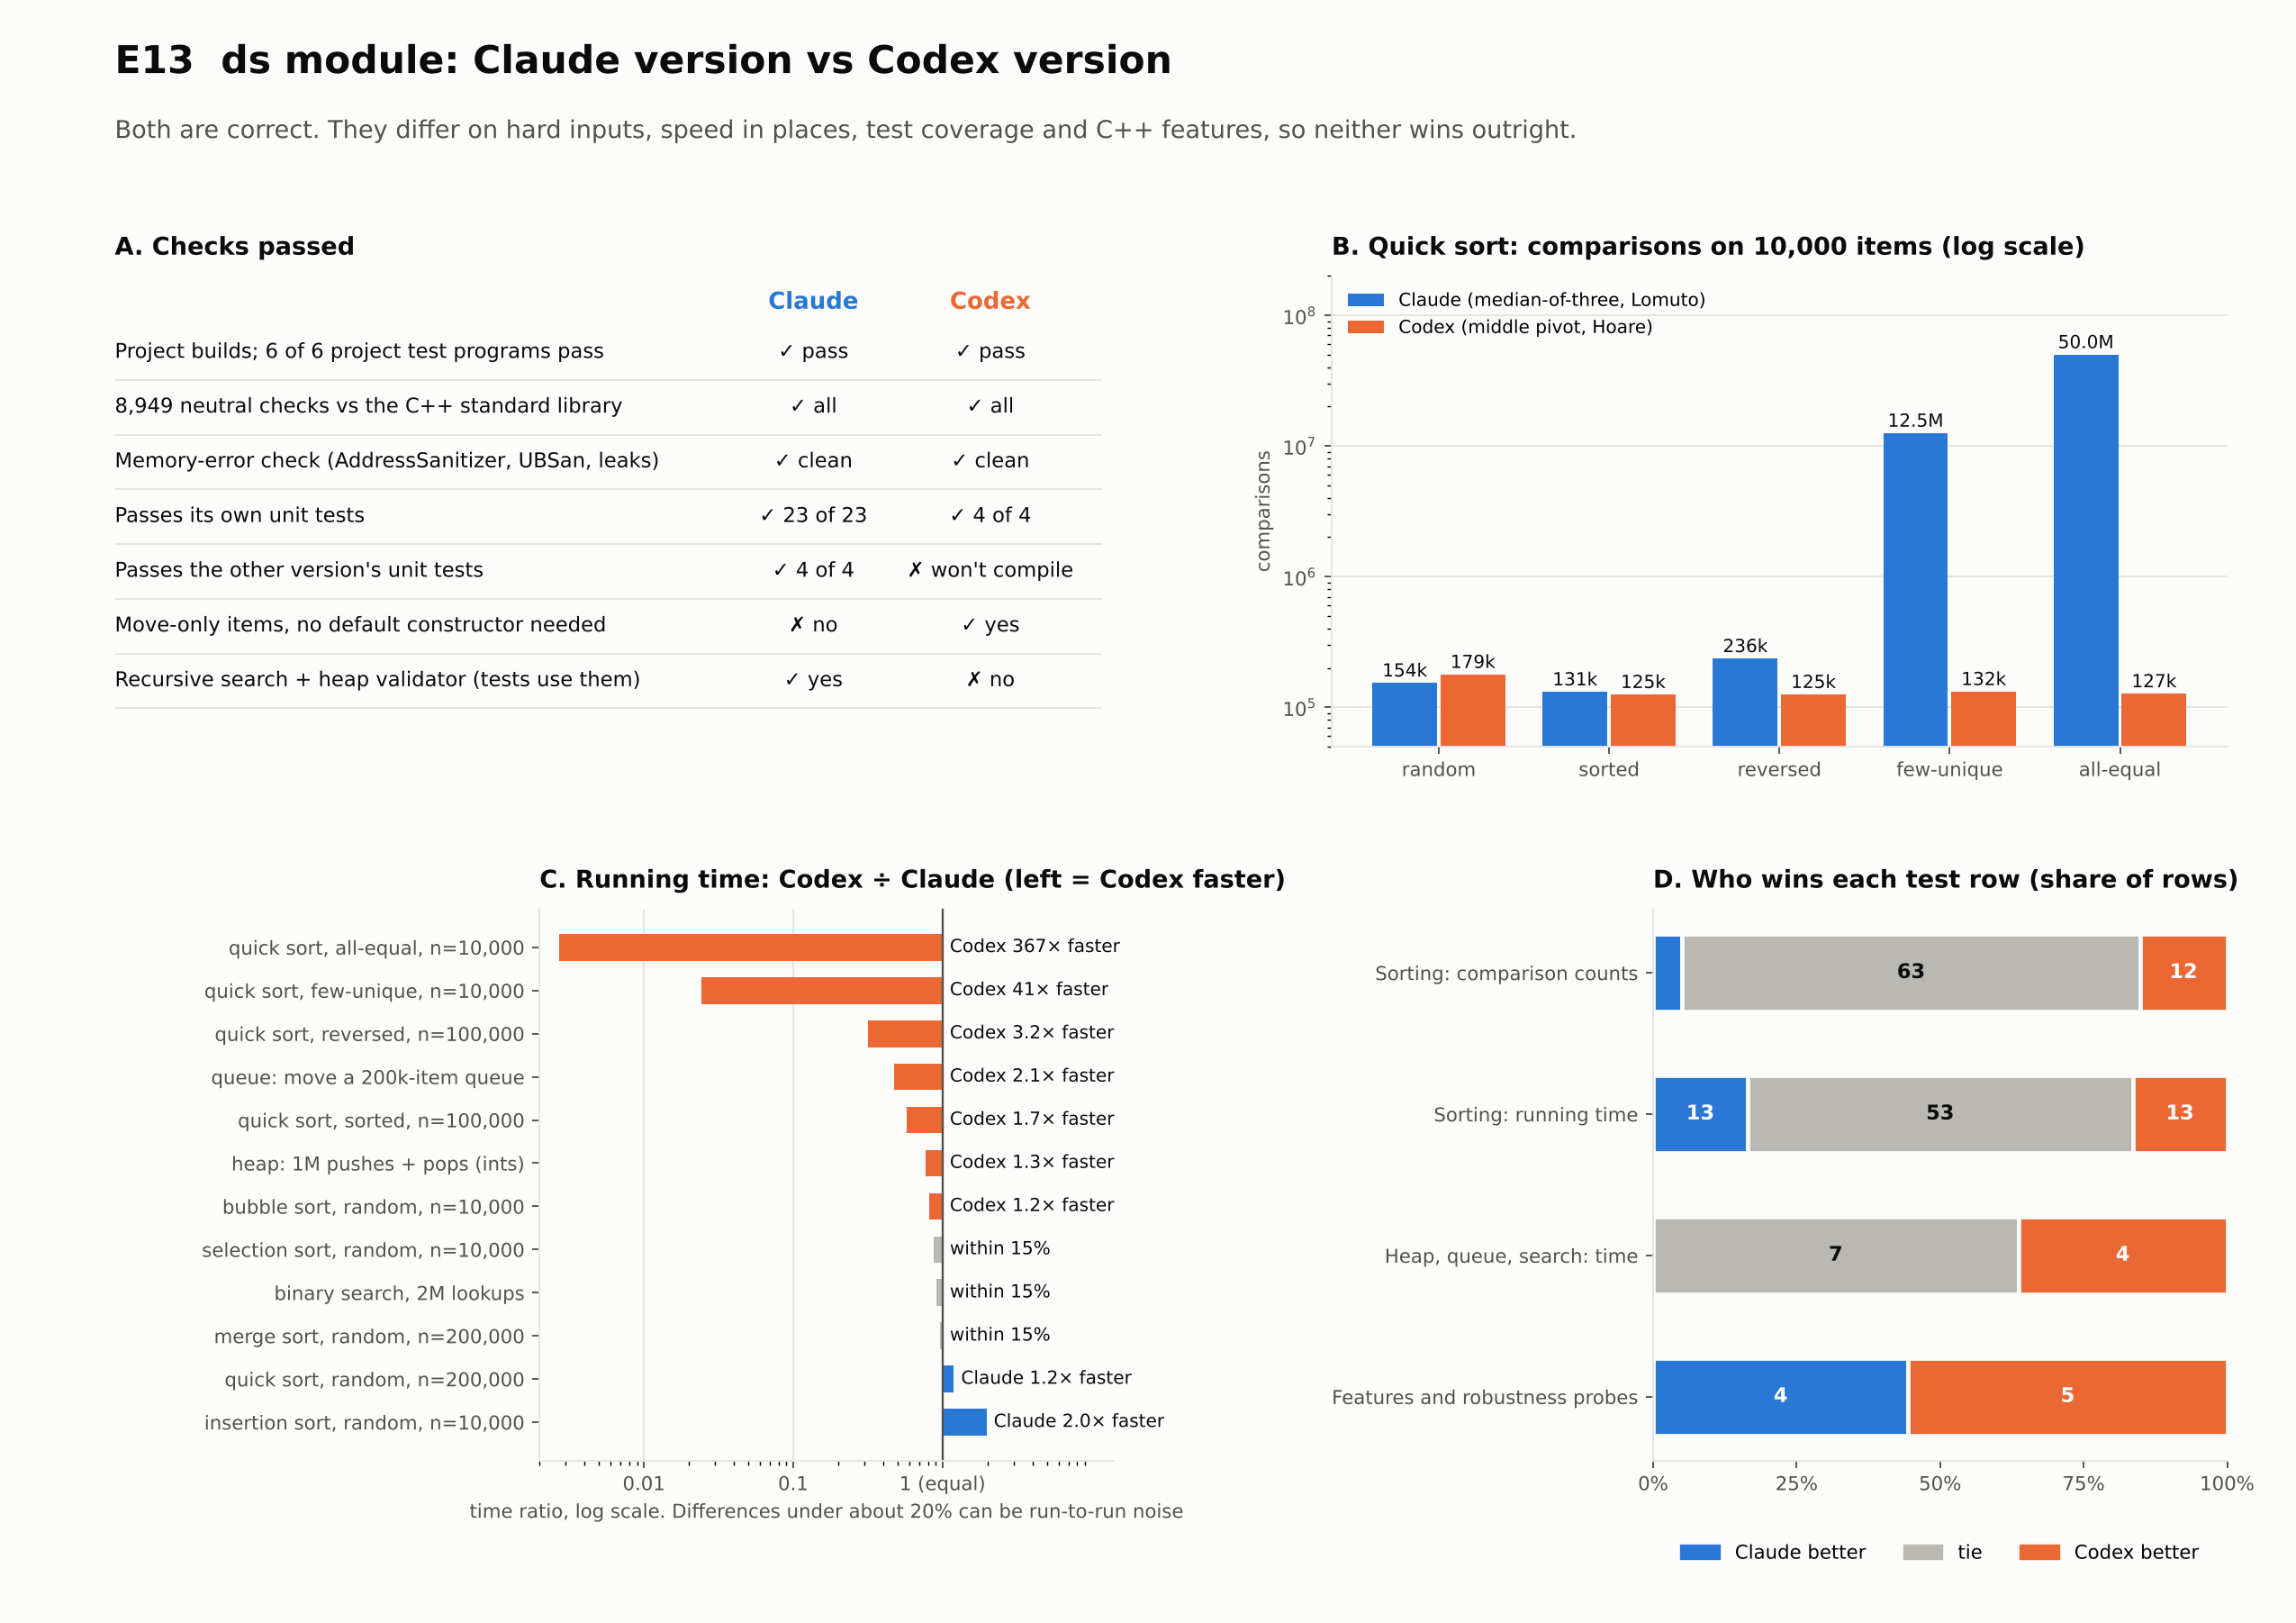 E13  ds module: Claude version vs Codex version
Both are correct. They differ on hard inputs, speed in places, test coverage and C++ features, so neither wins outright.
A. Checks passed
Claude Codex
Project builds; 6 of 6 project test programs pass ✓ pass ✓ pass
8,949 neutral checks vs the C++ standard library ✓ all ✓ all
Memory-error check (AddressSanitizer, UBSan, leaks) ✓ clean ✓ clean
Passes its own unit tests ✓ 23 of 23 ✓ 4 of 4
Passes the other version's unit tests ✓ 4 of 4 ✗ won't compile
Move-only items, no default constructor needed ✗ no ✓ yes
Recursive search + heap validator (tests use them) ✓ yes ✗ no
B. Quick sort: comparisons on 10,000 items (log scale)
Claude (median-of-three, Lomuto)
Codex (middle pivot, Hoare)
comparisons
10⁸
10⁷
10⁶
10⁵
154k 179k 131k 125k 236k 125k 12.5M 132k 50.0M 127k
random sorted reversed few-unique all-equal
C. Running time: Codex ÷ Claude (left = Codex faster)
quick sort, all-equal, n=10,000 Codex 367× faster
quick sort, few-unique, n=10,000 Codex 41× faster
quick sort, reversed, n=100,000 Codex 3.2× faster
queue: move a 200k-item queue Codex 2.1× faster
quick sort, sorted, n=100,000 Codex 1.7× faster
heap: 1M pushes + pops (ints) Codex 1.3× faster
bubble sort, random, n=10,000 Codex 1.2× faster
selection sort, random, n=10,000 within 15%
binary search, 2M lookups within 15%
merge sort, random, n=200,000 within 15%
quick sort, random, n=200,000 Claude 1.2× faster
insertion sort, random, n=10,000 Claude 2.0× faster
0.01 0.1 1 (equal)
time ratio, log scale. Differences under about 20% can be run-to-run noise
D. Who wins each test row (share of rows)
Sorting: comparison counts 63 12
Sorting: running time 13 53 13
Heap, queue, search: time 7 4
Features and robustness probes 4 5
0% 25% 50% 75% 100%
Claude better tie Codex better